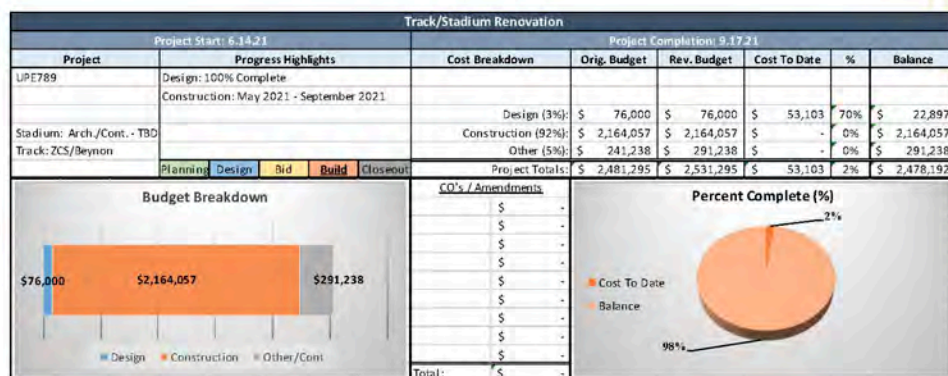 Track/Stadium Renovation
Project Start: 6.14.21 Project Completion: 9.17.21
Project Progress Highlights Cost Breakdown Orig. Budget Rev. Budget Cost To Date % Balance
UPE789 Design: 100% Complete
Construction: May 2021 - September 2021
Design (3%): $ 76,000 $ 76,000 $ 53,103 70% $ 22,897
Stadium: Arch./Cont. - TBD Construction (92%): $ 2,164,057 $ 2,164,057 $ - 0% $ 2,164,057
Track: ZCS/Beynon Other (5%): $ 241,238 $ 291,238 $ - 0% $ 291,238
Planning Design Bid Build Closeout Project Totals: $ 2,481,295 $ 2,531,295 $ 53,103 2% $ 2,478,192
Budget Breakdown
$76,000 $2,164,057 $291,238
Design Construction Other/Cont
CO's / Amendments
$ -
$ -
$ -
$ -
$ -
$ -
$ -
$ -
$ -
Total: $ -
Percent Complete (%)
2%
Cost To Date
Balance
98%